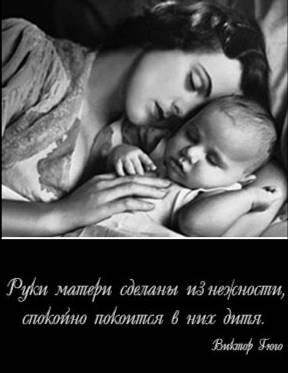 Руки матери сделаны из нежности,
спокойно покоится в них дитя.
Виктор Гюго